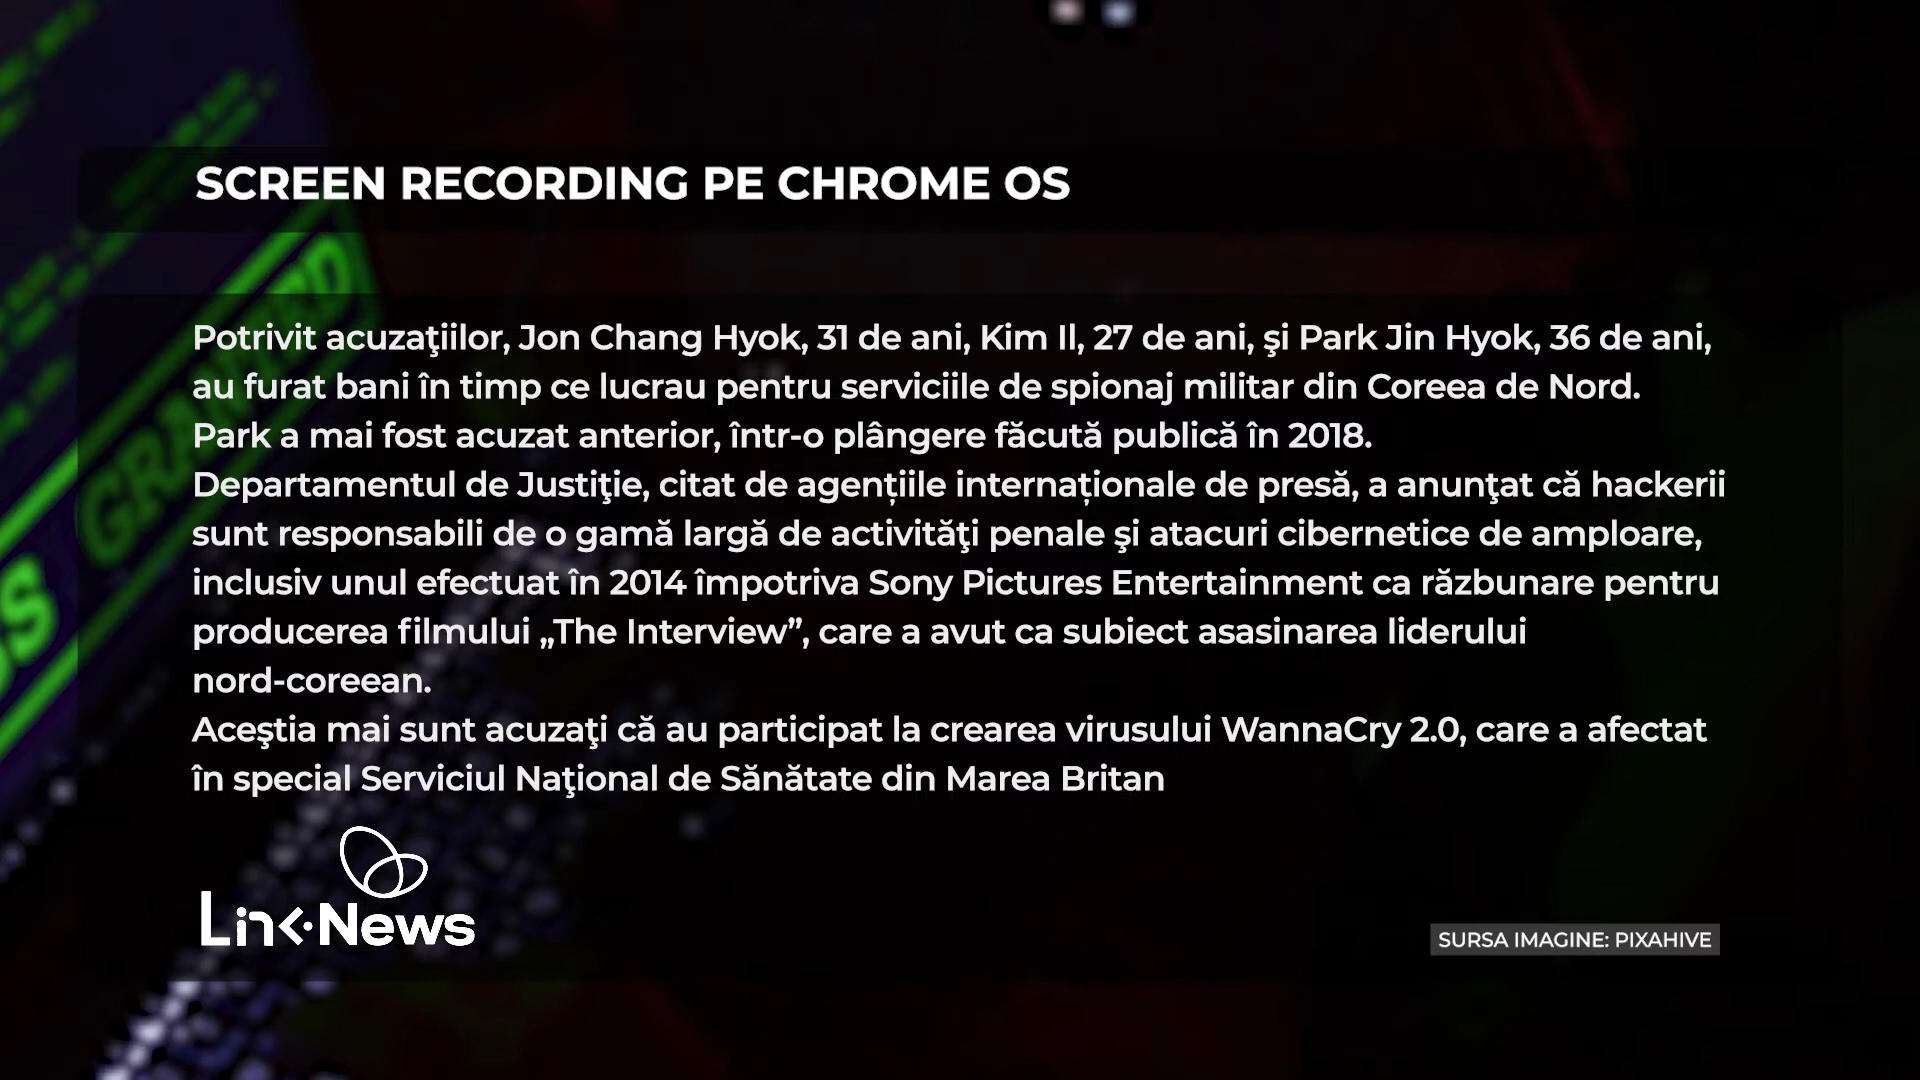 SCREEN RECORDING PE CHROME OS
Potrivit acuzaţiilor, Jon Chang Hyok, 31 de ani, Kim Il, 27 de ani, şi Park Jin Hyok, 36 de ani,
au furat bani în timp ce lucrau pentru serviciile de spionaj militar din Coreea de Nord.
Park a mai fost acuzat anterior, într-o plângere făcută publică în 2018.
Departamentul de Justiţie, citat de agențiile internaționale de presă, a anunţat că hackerii
sunt responsabili de o gamă largă de activităţi penale şi atacuri cibernetice de amploare,
inclusiv unul efectuat în 2014 împotriva Sony Pictures Entertainment ca răzbunare pentru
producerea filmului „The Interview”, care a avut ca subiect asasinarea liderului
nord-coreean.
Aceştia mai sunt acuzaţi că au participat la crearea virusului WannaCry 2.0, care a afectat
în special Serviciul Naţional de Sănătate din Marea Britan
Link News
SURSA IMAGINE: PIXAHIVE